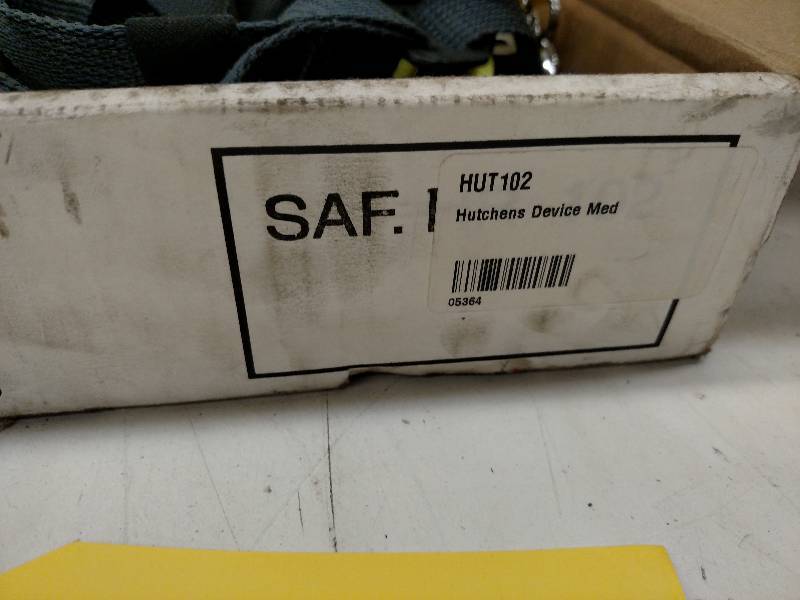 SAF.
HUT102
Hutchens Device Med
05364